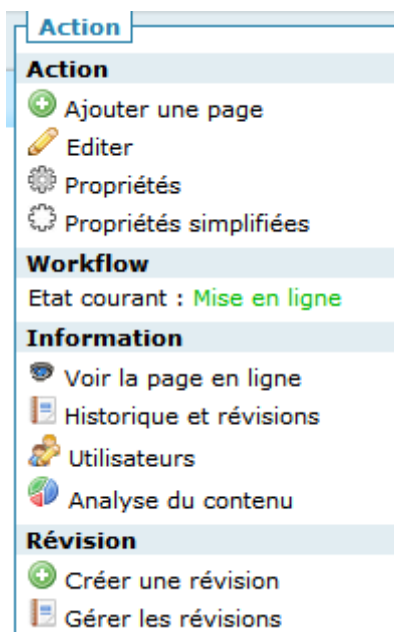 Action
Action
Ajouter une page
Editer
Propriétés
Propriétés simplifiées
Workflow
Etat courant : Mise en ligne
Information
Voir la page en ligne
Historique et révisions
Utilisateurs
Analyse du contenu
Révision
Créer une révision
Gérer les révisions